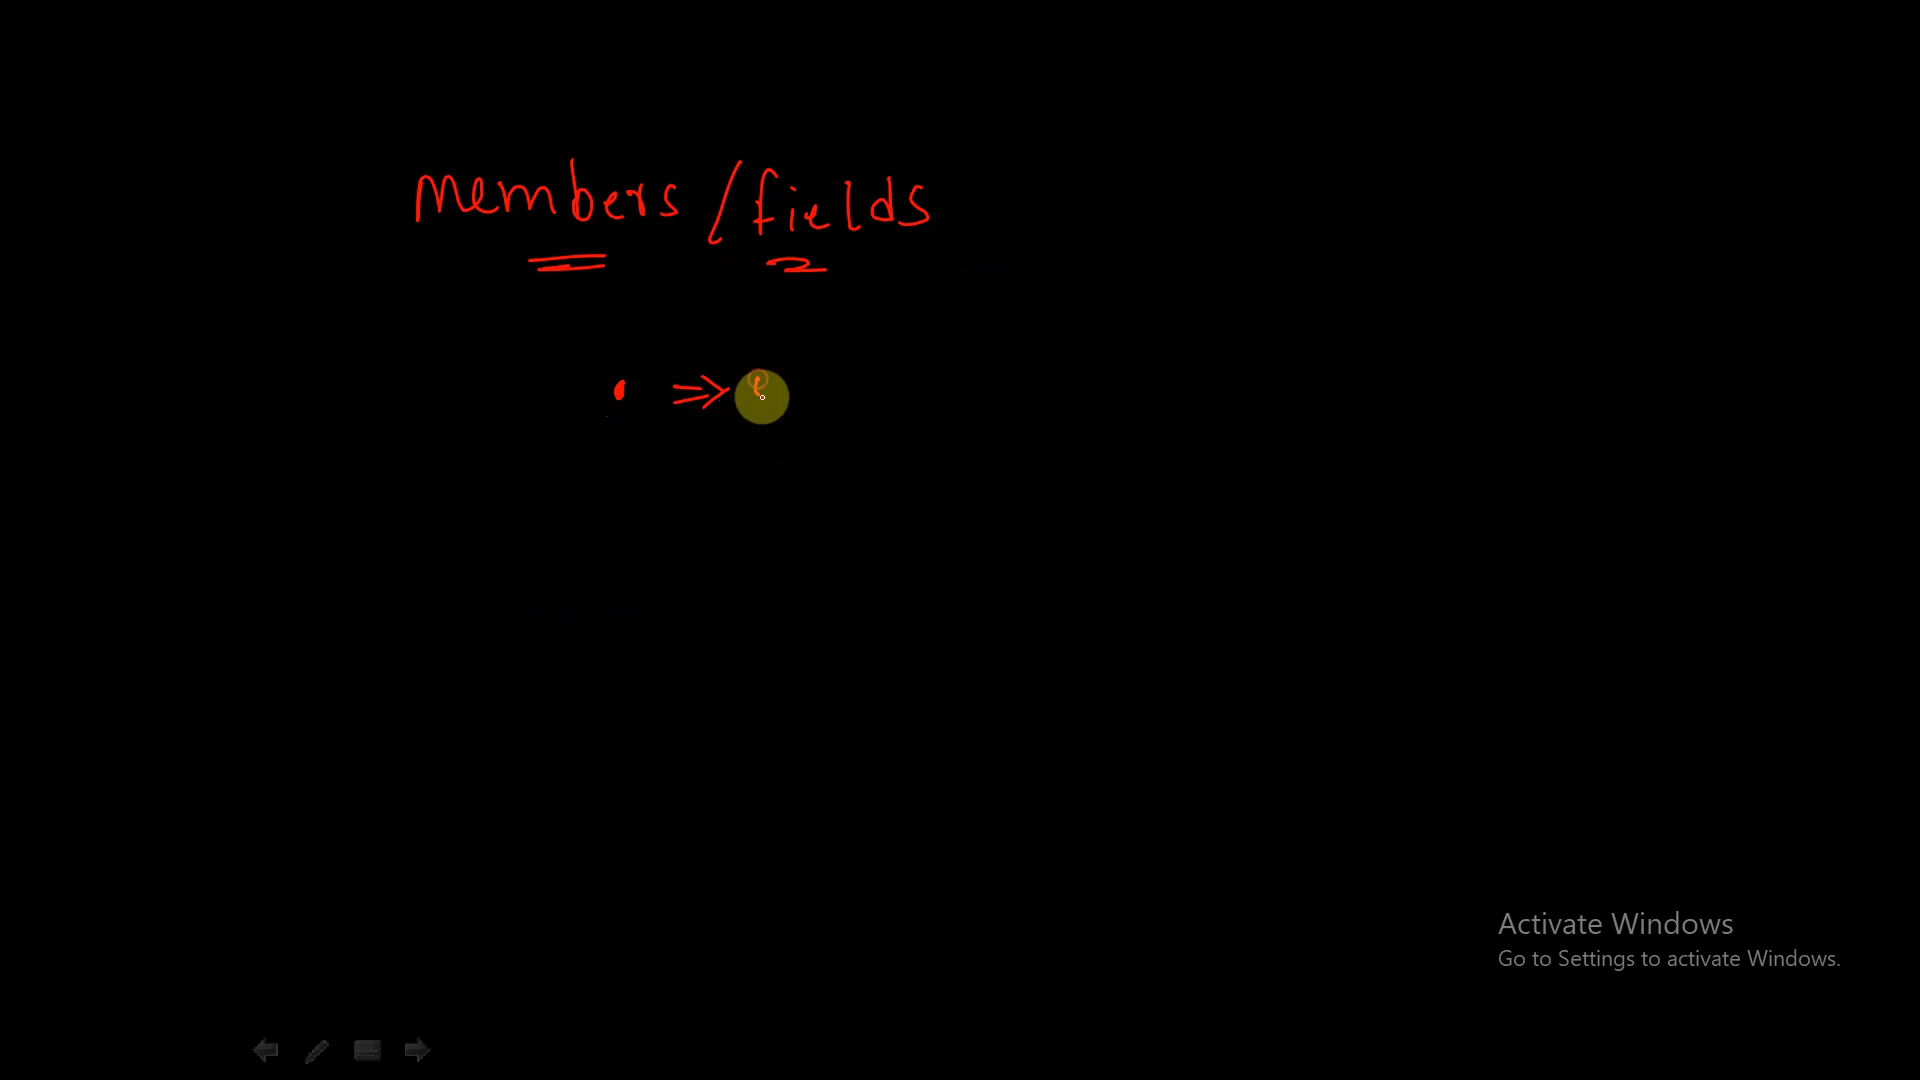 members / fields
. ⇒
Activate Windows
Go to Settings to activate Windows.